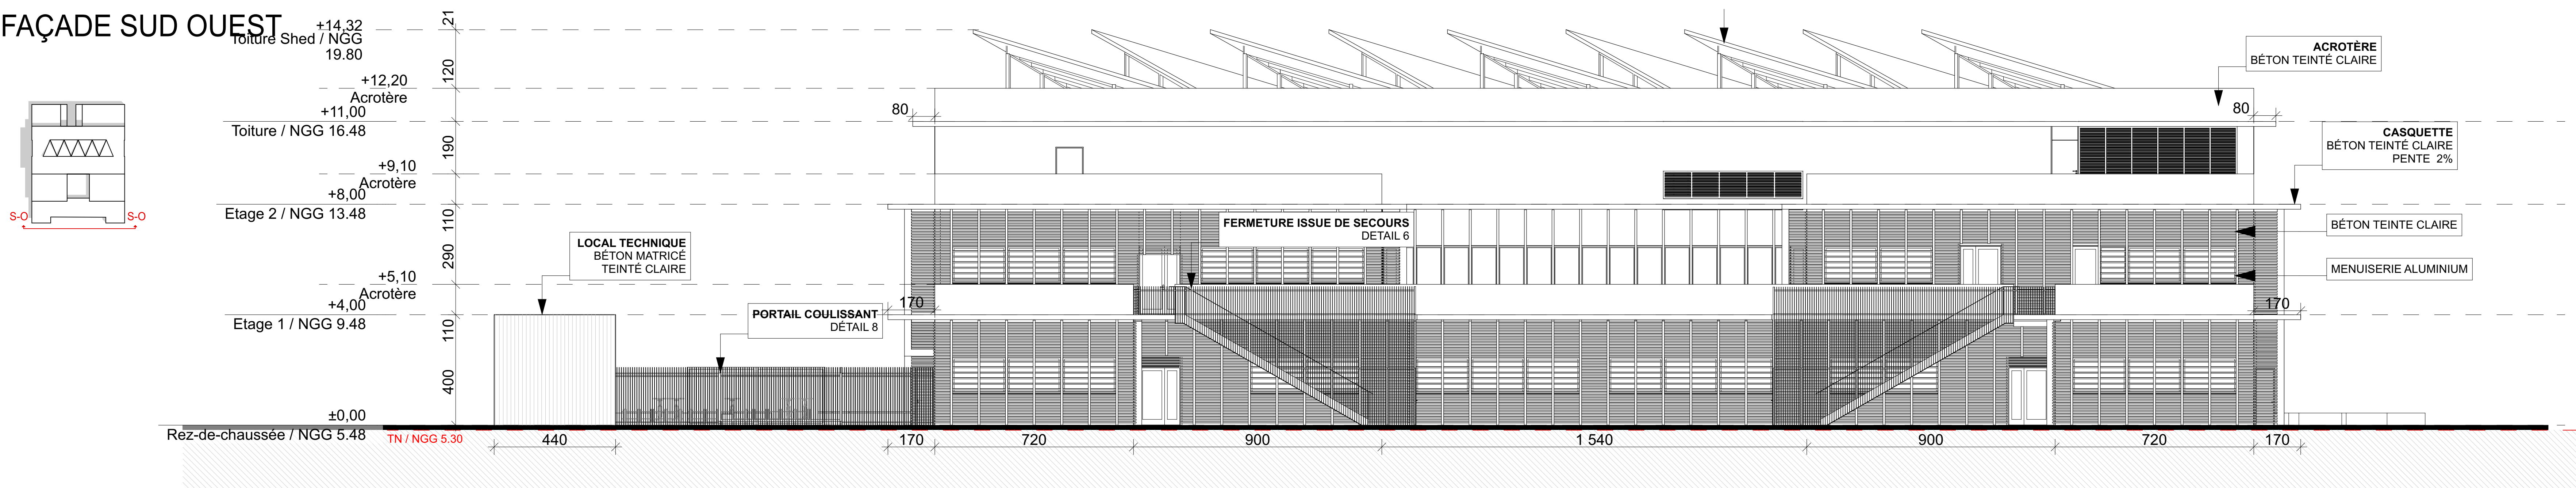 FAÇADE SUD OUEST
+14,32
Toiture Shed / NGG
19.80
21
+12,20
Acrotère
120
+11,00
Toiture / NGG 16.48
190
+9,10
Acrotère
+8,00
Etage 2 / NGG 13.48
110
290
+5,10
Acrotère
+4,00
Etage 1 / NGG 9.48
110
400
±0,00
Rez-de-chaussée / NGG 5.48
TN / NGG 5.30
S-O
S-O
80
80
ACROTÈRE
BÉTON TEINTÉ CLAIRE
CASQUETTE
BÉTON TEINTÉ CLAIRE
PENTE 2%
BÉTON TEINTE CLAIRE
MENUISERIE ALUMINIUM
FERMETURE ISSUE DE SECOURS
DETAIL 6
LOCAL TECHNIQUE
BÉTON MATRICÉ
TEINTÉ CLAIRE
PORTAIL COULISSANT
DÉTAIL 8
170
170
440
170
720
900
1 540
900
720
170